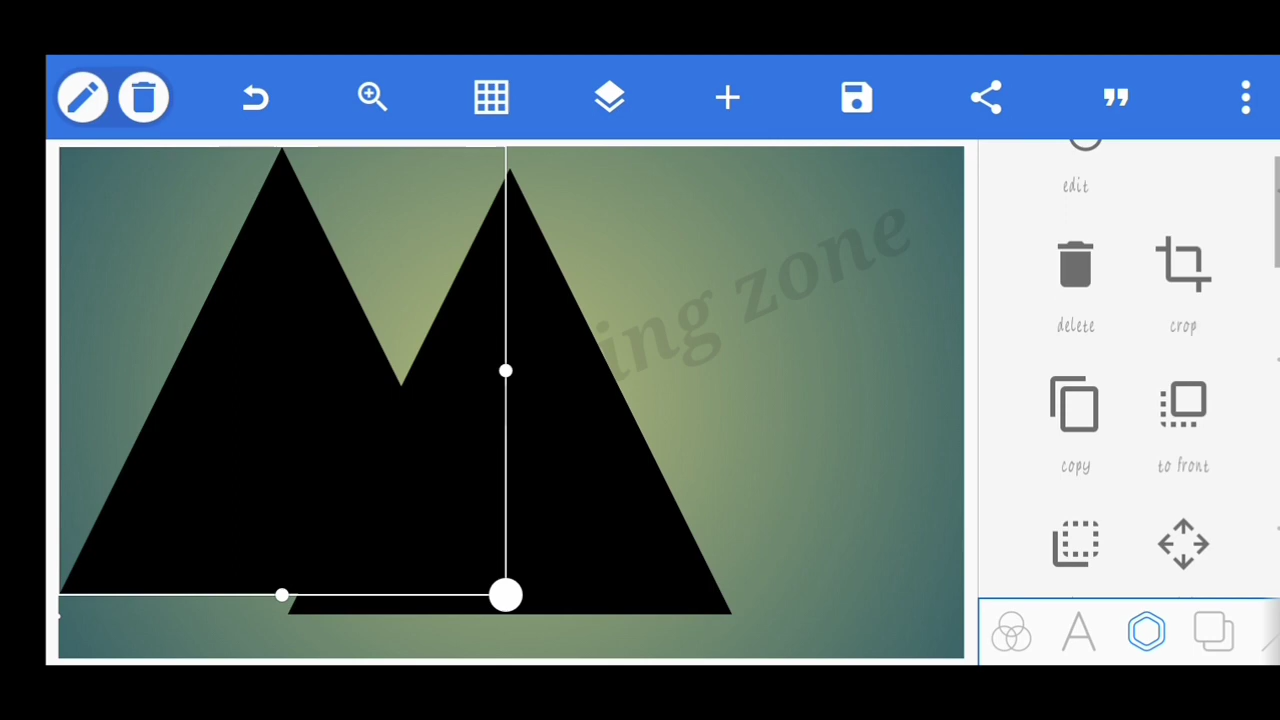 edit
ing zone
delete
crop
copy
to front